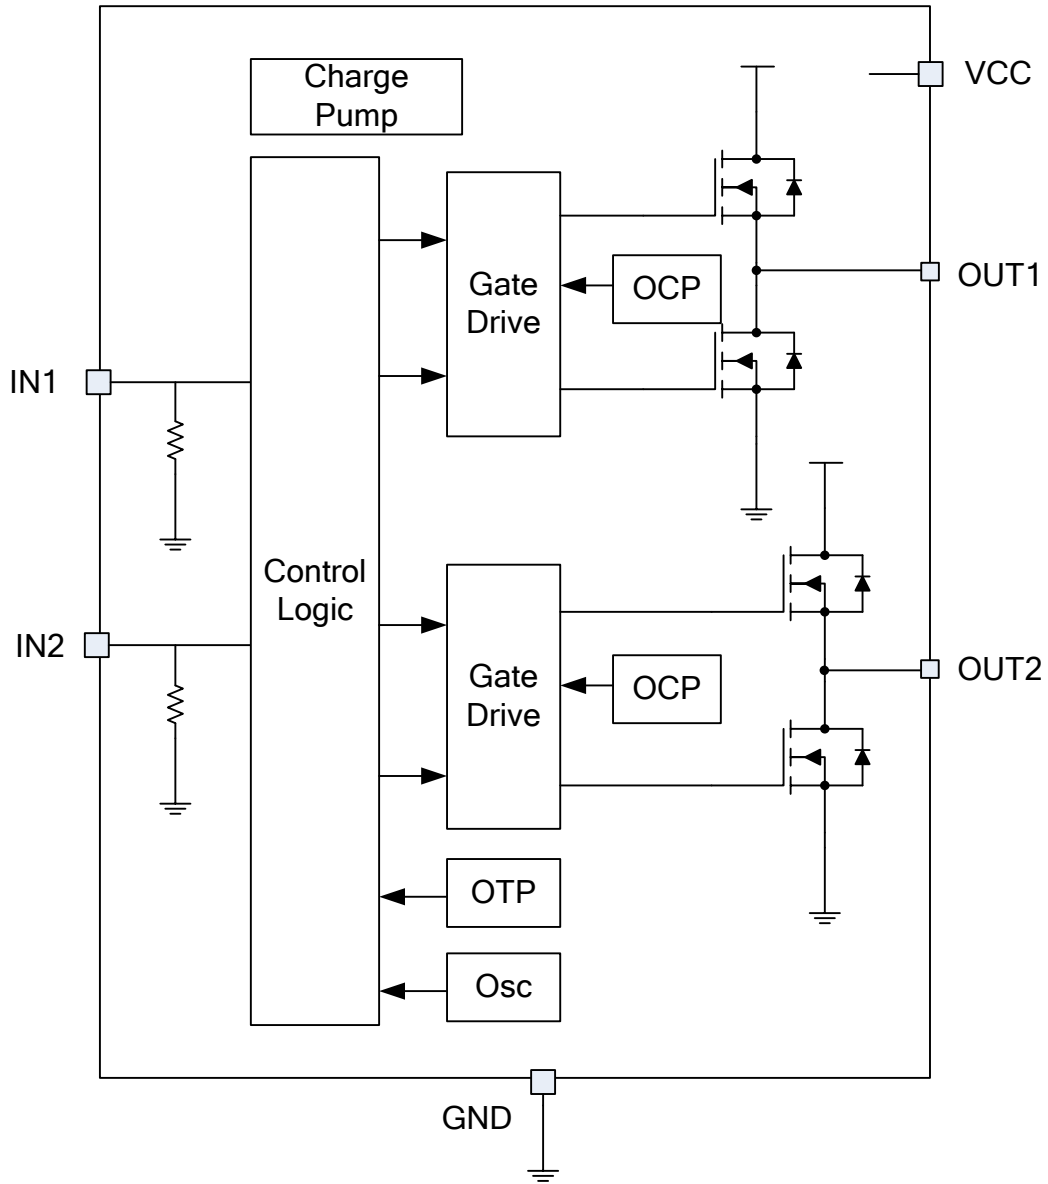 Charge
Pump
VCC
Gate
Drive
OCP
OUT1
IN1
Control
Logic
IN2
Gate
Drive
OCP
OUT2
OTP
Osc
GND